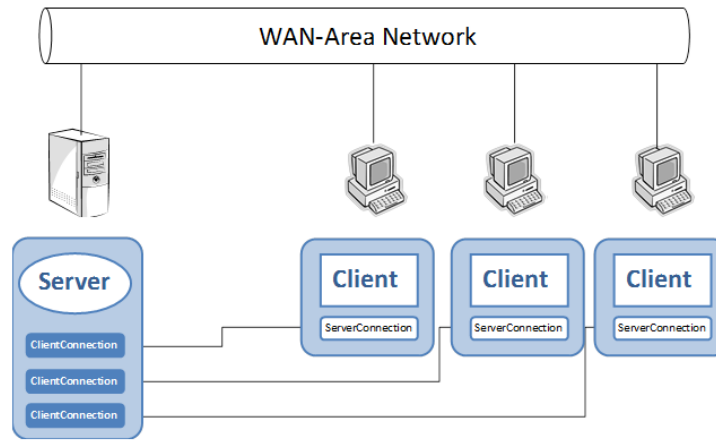 WAN-Area Network
Server
ClientConnection
ClientConnection
ClientConnection
Client
ServerConnection
Client
ServerConnection
Client
ServerConnection